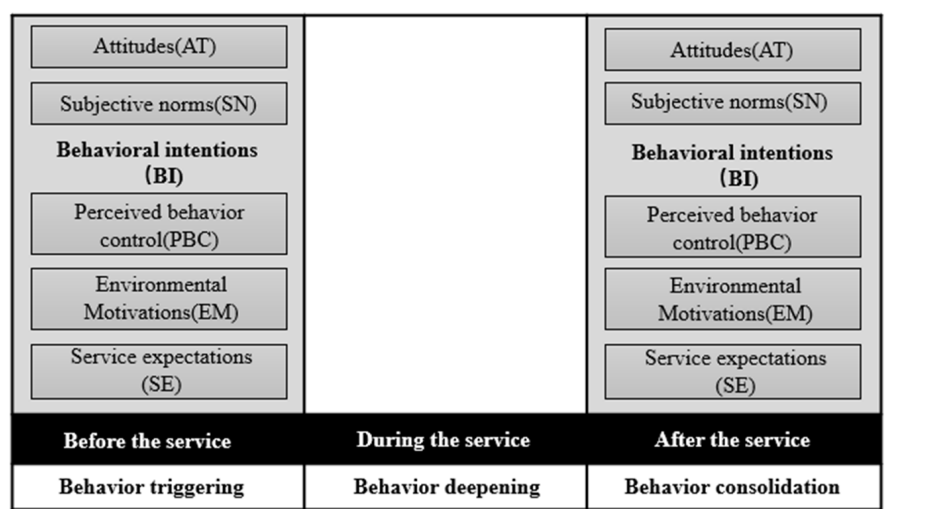 Attitudes(AT)
Subjective norms(SN)
Behavioral intentions
(BI)
Perceived behavior
control(PBC)
Environmental
Motivations(EM)
Service expectations
(SE)
Attitudes(AT)
Subjective norms(SN)
Behavioral intentions
(BI)
Perceived behavior
control(PBC)
Environmental
Motivations(EM)
Service expectations
(SE)
Before the service
During the service
After the service
Behavior triggering
Behavior deepening
Behavior consolidation